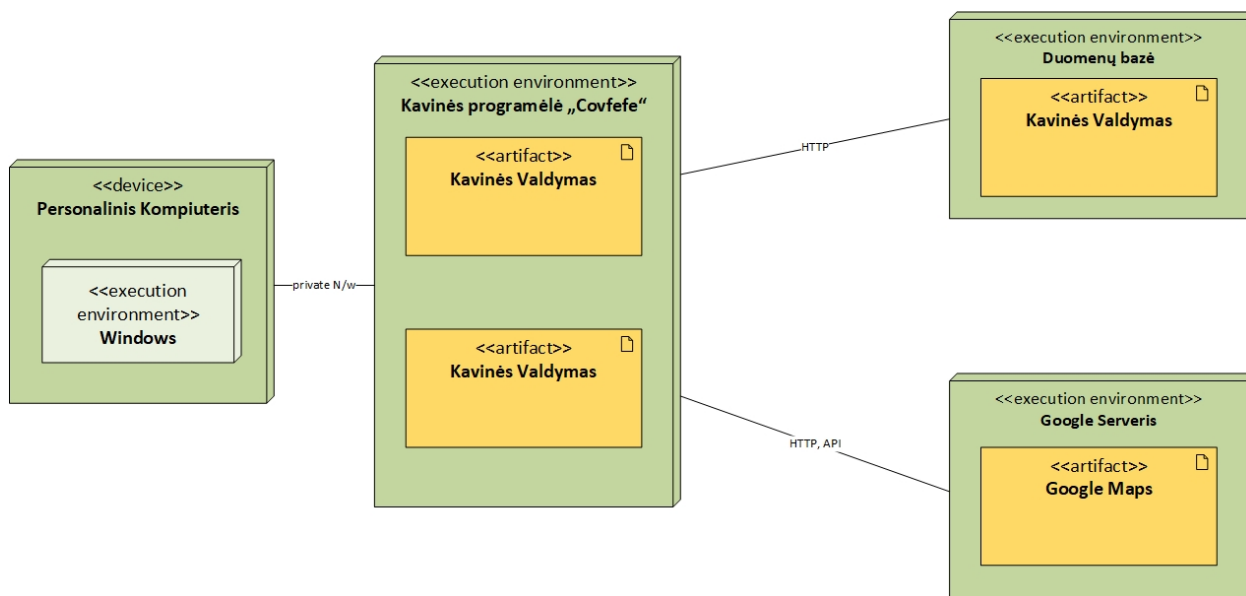 <<device>>
Personalinis Kompiuteris
<<execution
environment>>
Windows
private N/w
<<execution environment>>
Kavinės programėlė „Covfefe“
<<artifact>>
Kavinės Valdymas
<<artifact>>
Kavinės Valdymas
HTTP
HTTP, API
<<execution environment>>
Duomenų bazė
<<artifact>>
Kavinės Valdymas
<<execution environment>>
Google Serveris
<<artifact>>
Google Maps